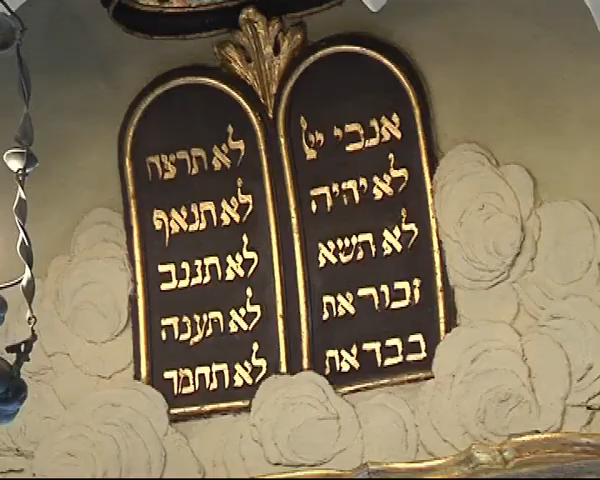 אנכי יי
לא יהיה
לא תשא
זכור את
כבד את
לא תרצח
לא תנאף
לא תגנב
לא תענה
לא תחמד